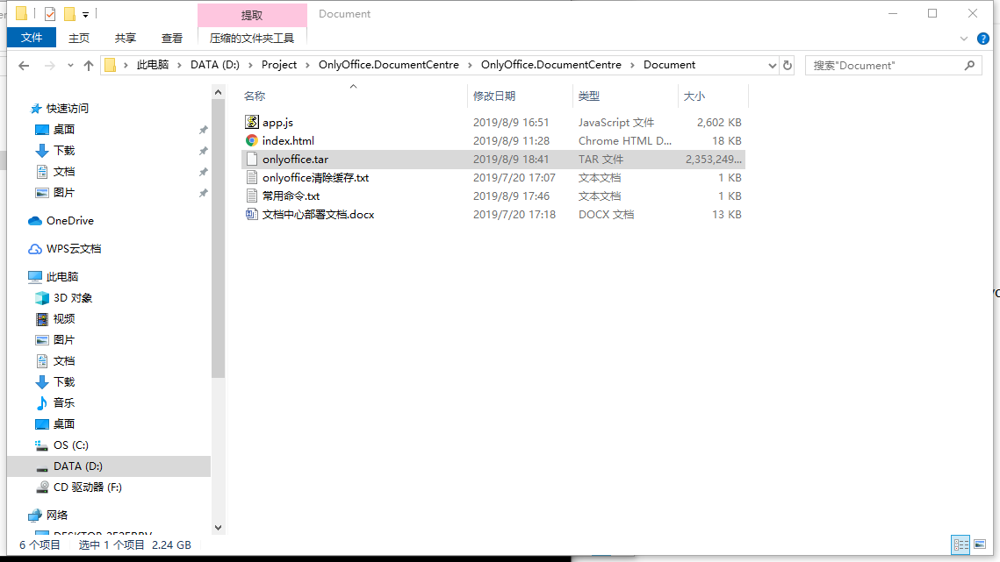 提取
Document
文件 主页 共享 查看 压缩的文件夹工具
此电脑 DATA (D:) Project OnlyOffice.DocumentCentre OnlyOffice.DocumentCentre Document
搜索"Document"
名称 修改日期 类型 大小
app.js 2019/8/9 16:51 JavaScript 文件 2,602 KB
index.html 2019/8/9 11:28 Chrome HTML D... 18 KB
onlyoffice.tar 2019/8/9 18:41 TAR 文件 2,353,249...
onlyoffice清除缓存.txt 2019/7/20 17:07 文本文档 1 KB
常用命令.txt 2019/8/9 17:46 文本文档 1 KB
文档中心部署文档.docx 2019/7/20 17:18 DOCX 文档 13 KB
快速访问
桌面
下载
文档
图片
OneDrive
WPS云文档
此电脑
3D 对象
视频
图片
文档
下载
音乐
桌面
OS (C:)
DATA (D:)
CD 驱动器 (F:)
网络
6 个项目 选中 1 个项目 2.24 GB